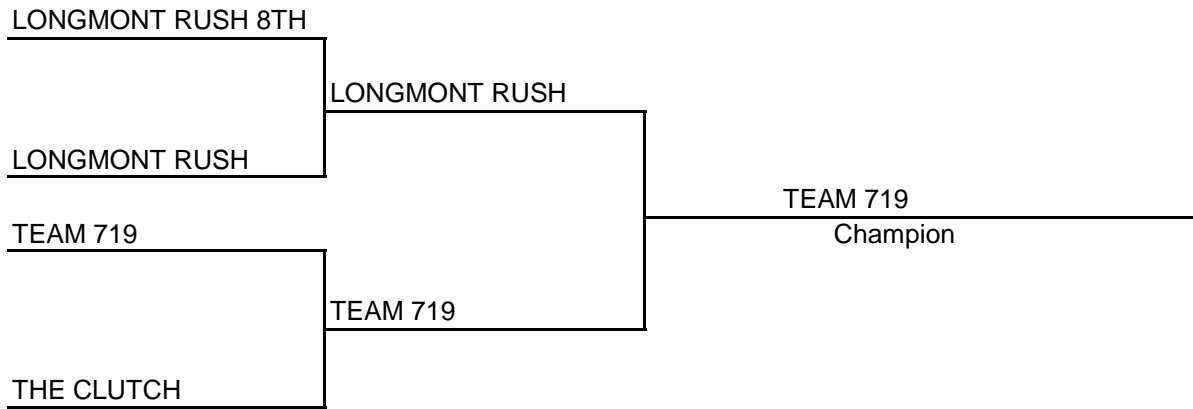 LONGMONT RUSH 8TH
LONGMONT RUSH
LONGMONT RUSH
TEAM 719
TEAM 719
Champion
TEAM 719
THE CLUTCH